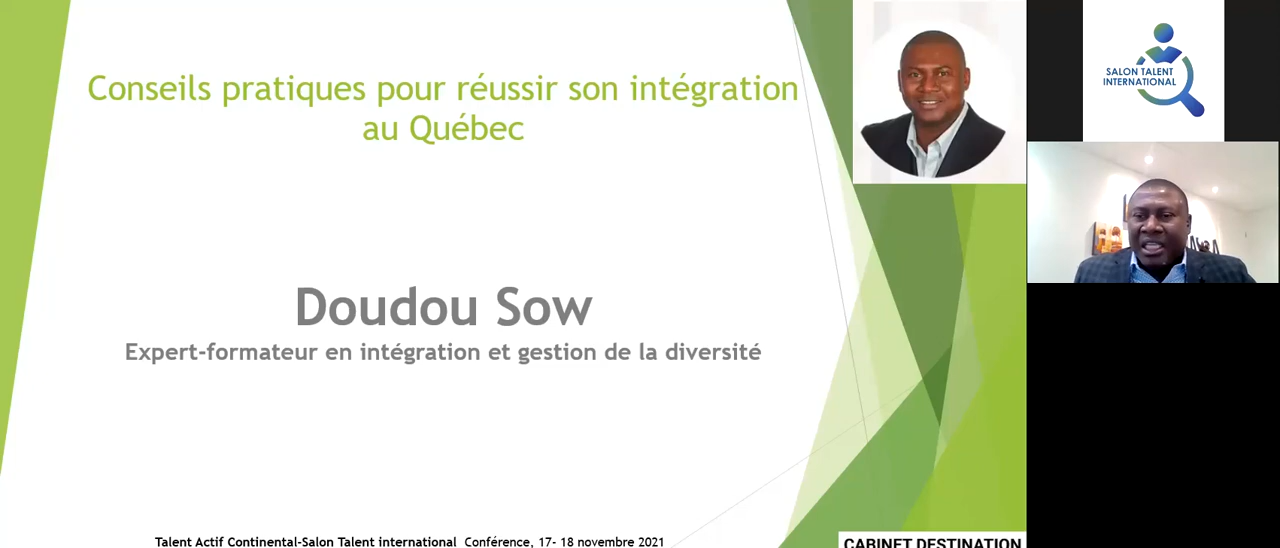 Conseils pratiques pour réussir son intégration
au Québec
Doudou Sow
Expert-formateur en intégration et gestion de la diversité
Talent Actif Continental-Salon Talent international Conférence, 17- 18 novembre 2021
CABINET DESTINATION
SALON TALENT
INTERNATIONAL